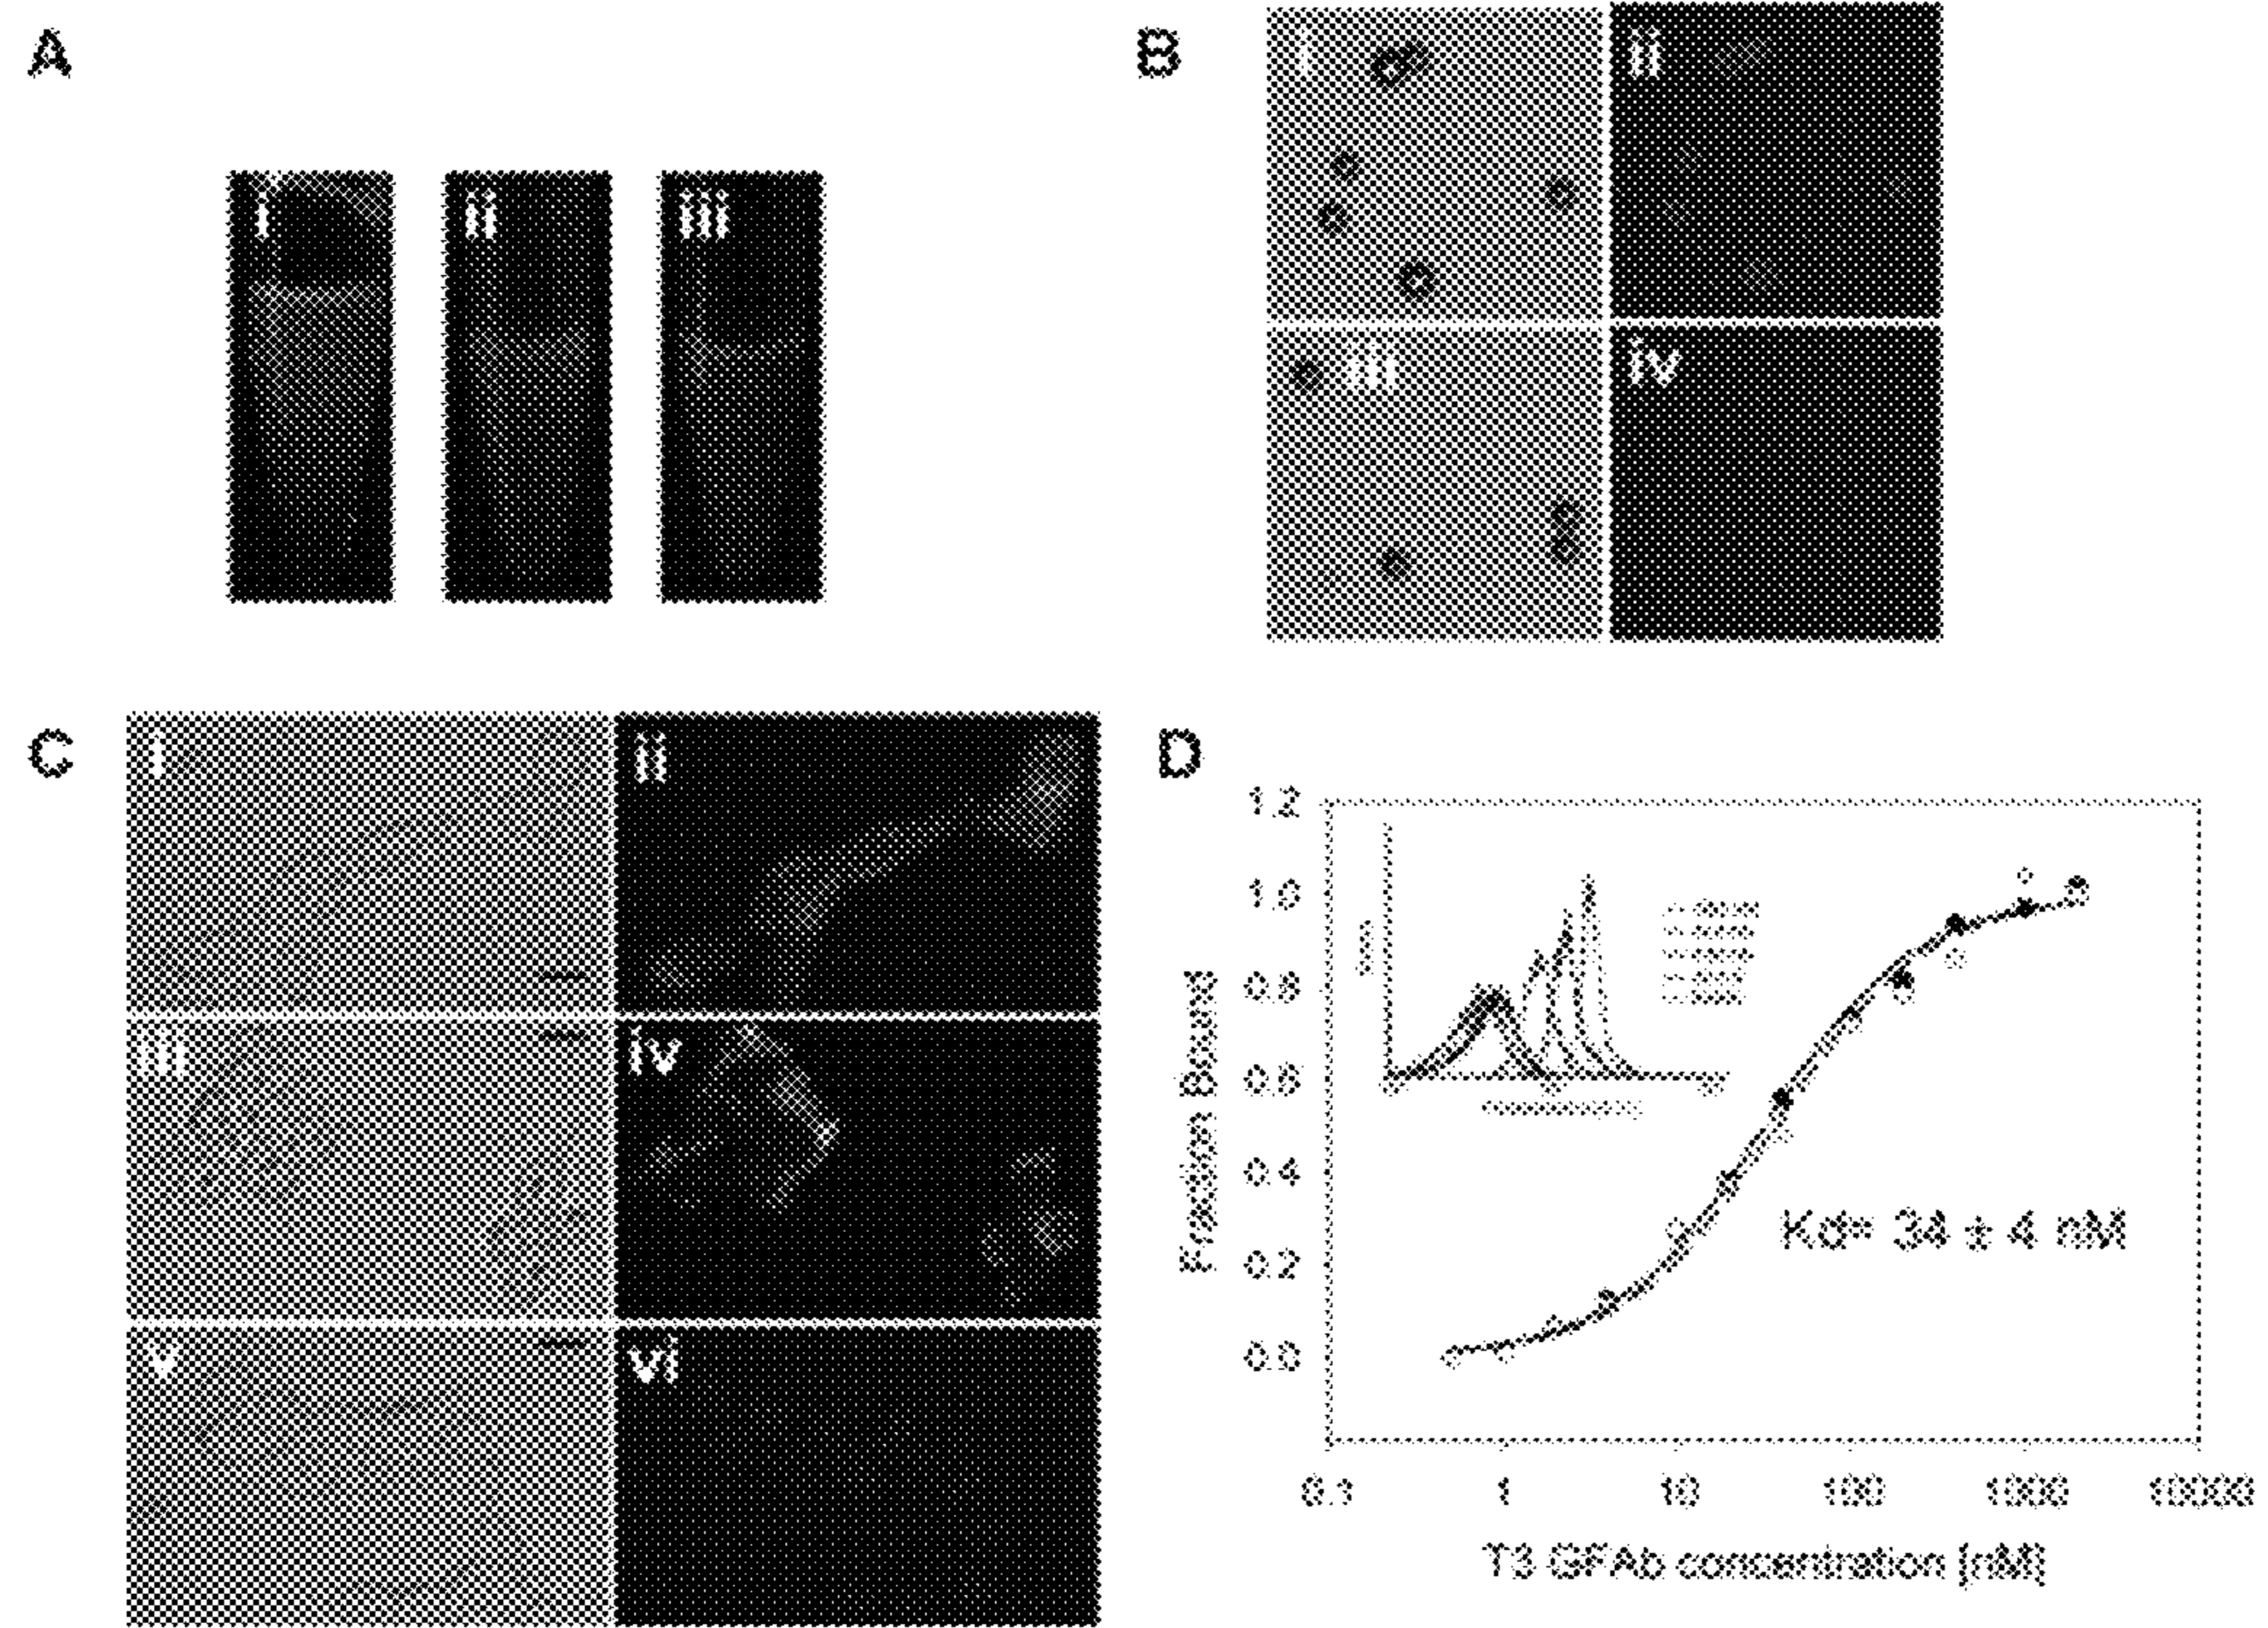 A
i
ii
iii
B
i
ii
iii
iv
C
i
ii
iii
iv
v
vi
D
1.2
1.0
0.8
0.6
0.4
0.2
0.0
Fraction Bound
Kd= 34 ± 4 nM
0.1 1 10 100 1000 10000
T3 GFAb concentration [nM]